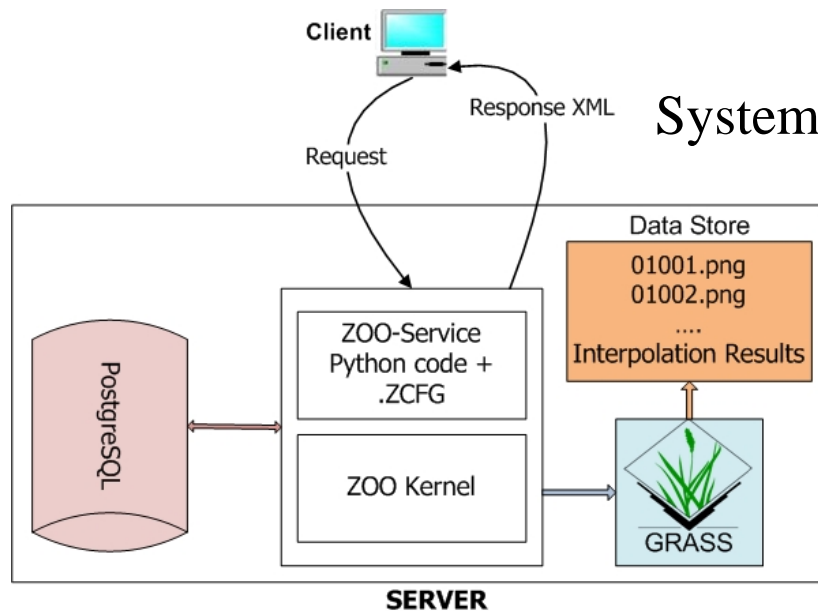 Client
Response XML
System
Request
Data Store
01001.png
01002.png
....
Interpolation Results
ZOO-Service
Python code +
.ZCFG
PostgreSQL
ZOO Kernel
GRASS
SERVER